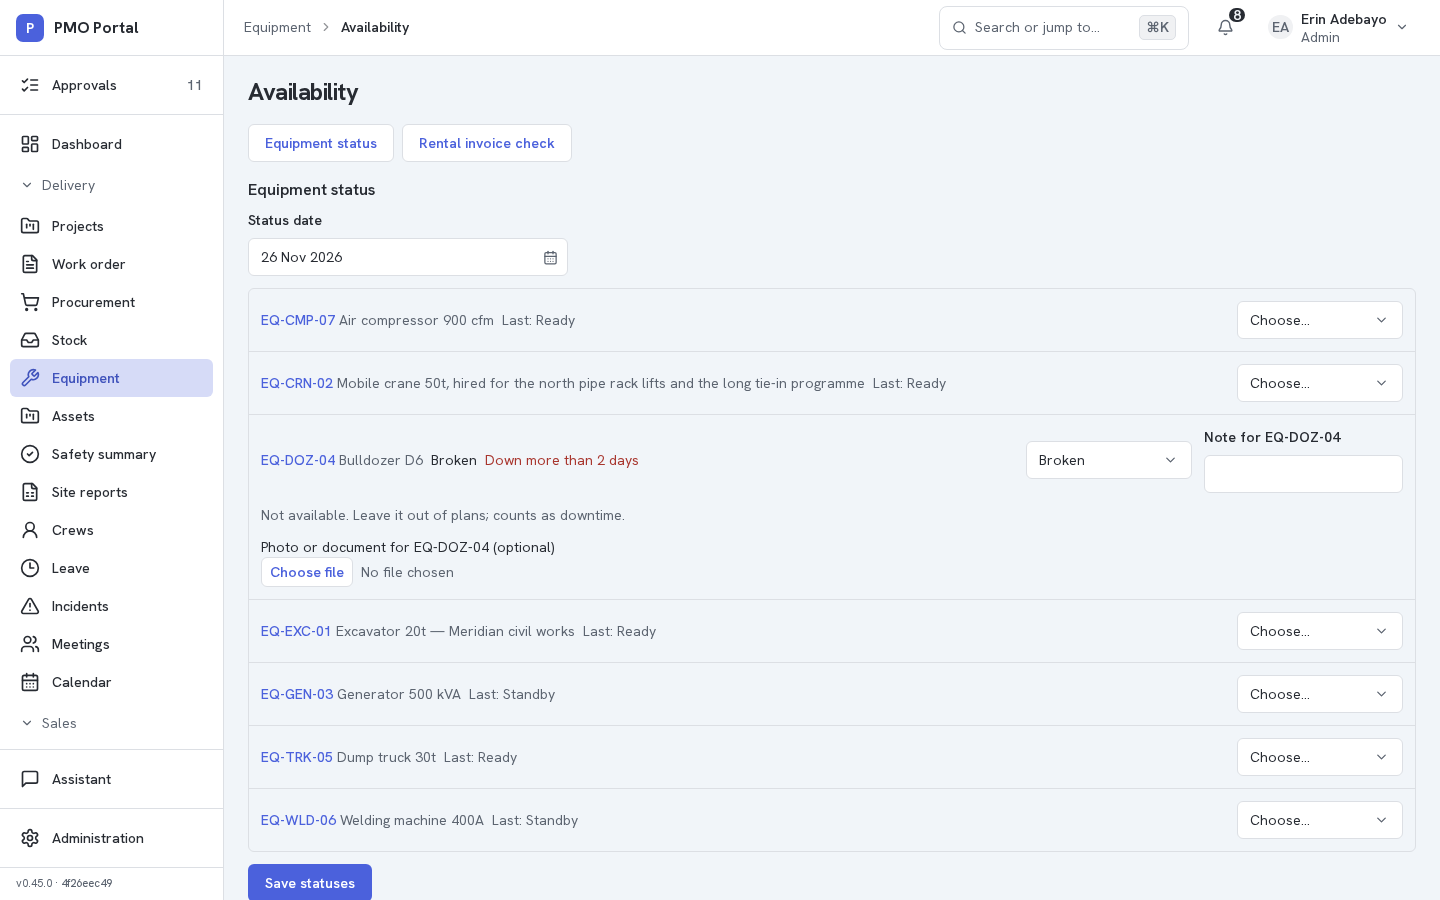 P PMO Portal
Equipment > Availability
Search or jump to... ⌘K
8
EA
Erin Adebayo
Admin
Approvals 11
Dashboard
Delivery
Projects
Work order
Procurement
Stock
Equipment
Assets
Safety summary
Site reports
Crews
Leave
Incidents
Meetings
Calendar
Sales
Assistant
Administration
v0.45.0 · 4f26eec49
Availability
Equipment status
Rental invoice check
Equipment status
Status date
26 Nov 2026
EQ-CMP-07 Air compressor 900 cfm Last: Ready Choose...
EQ-CRN-02 Mobile crane 50t, hired for the north pipe rack lifts and the long tie-in programme Last: Ready Choose...
Note for EQ-DOZ-04
EQ-DOZ-04 Bulldozer D6 Broken Down more than 2 days Broken
Not available. Leave it out of plans; counts as downtime.
Photo or document for EQ-DOZ-04 (optional)
Choose file No file chosen
EQ-EXC-01 Excavator 20t — Meridian civil works Last: Ready Choose...
EQ-GEN-03 Generator 500 kVA Last: Standby Choose...
EQ-TRK-05 Dump truck 30t Last: Ready Choose...
EQ-WLD-06 Welding machine 400A Last: Standby Choose...
Save statuses